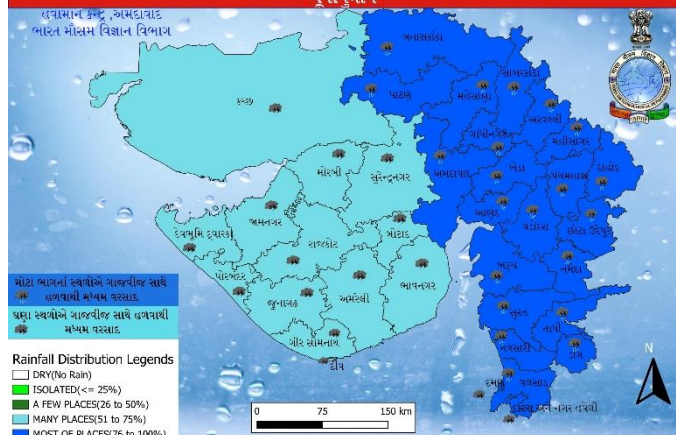 હવામાન કેન્દ્ર ,અમદાવાદ
ભારત મૌસમ વિજ્ઞાન વિભાગ
બનાસકાંઠા
પાટણ
મહેસાણા
સાબરકાંઠા
અરવલ્લી
ગાંધીનગર
મહીસાગર
કચ્છ
મોરબી
સુરેન્દ્રનગર
અમદાવાદ
ખેડા
પંચમહાલ
દાહોદ
આણંદ
વડોદરા
છોટા ઉદેપુર
જામનગર
દેવભૂમિ દ્વારકા
રાજકોટ
બોટાદ
પોરબંદર
જુનાગઢ
અમરેલી
ભાવનગર
ગીર સોમનાથ
દીવ
ભરૂચ
નર્મદા
સુરત
તાપી
નવસારી
ડાંગ
દમણ
વલસાડ
દાદરા અને નગર હવેલી
મોટા ભાગનાં સ્થળોએ ગાજવીજ સાથે
હળવાથી મધ્યમ વરસાદ
ઘણા સ્થળોએ ગાજવીજ સાથે હળવાથી
મધ્યમ વરસાદ
Rainfall Distribution Legends
DRY(No Rain)
ISOLATED(<= 25%)
A FEW PLACES(26 to 50%)
MANY PLACES(51 to 75%)
MOST OF PLACES(76 to 100%)
0 75 150 km
N